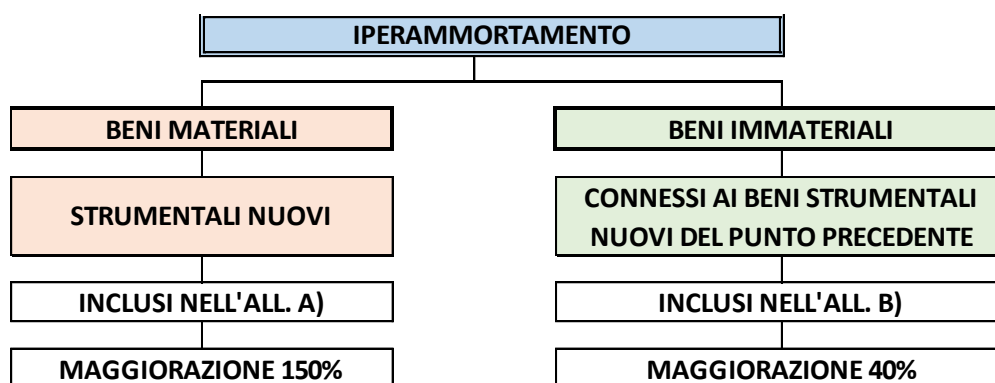 IPERAMMORTAMENTO
BENI MATERIALI
STRUMENTALI NUOVI
INCLUSI NELL'ALL. A)
MAGGIORAZIONE 150%
BENI IMMATERIALI
CONNESSI AI BENI STRUMENTALI
NUOVI DEL PUNTO PRECEDENTE
INCLUSI NELL'ALL. B)
MAGGIORAZIONE 40%